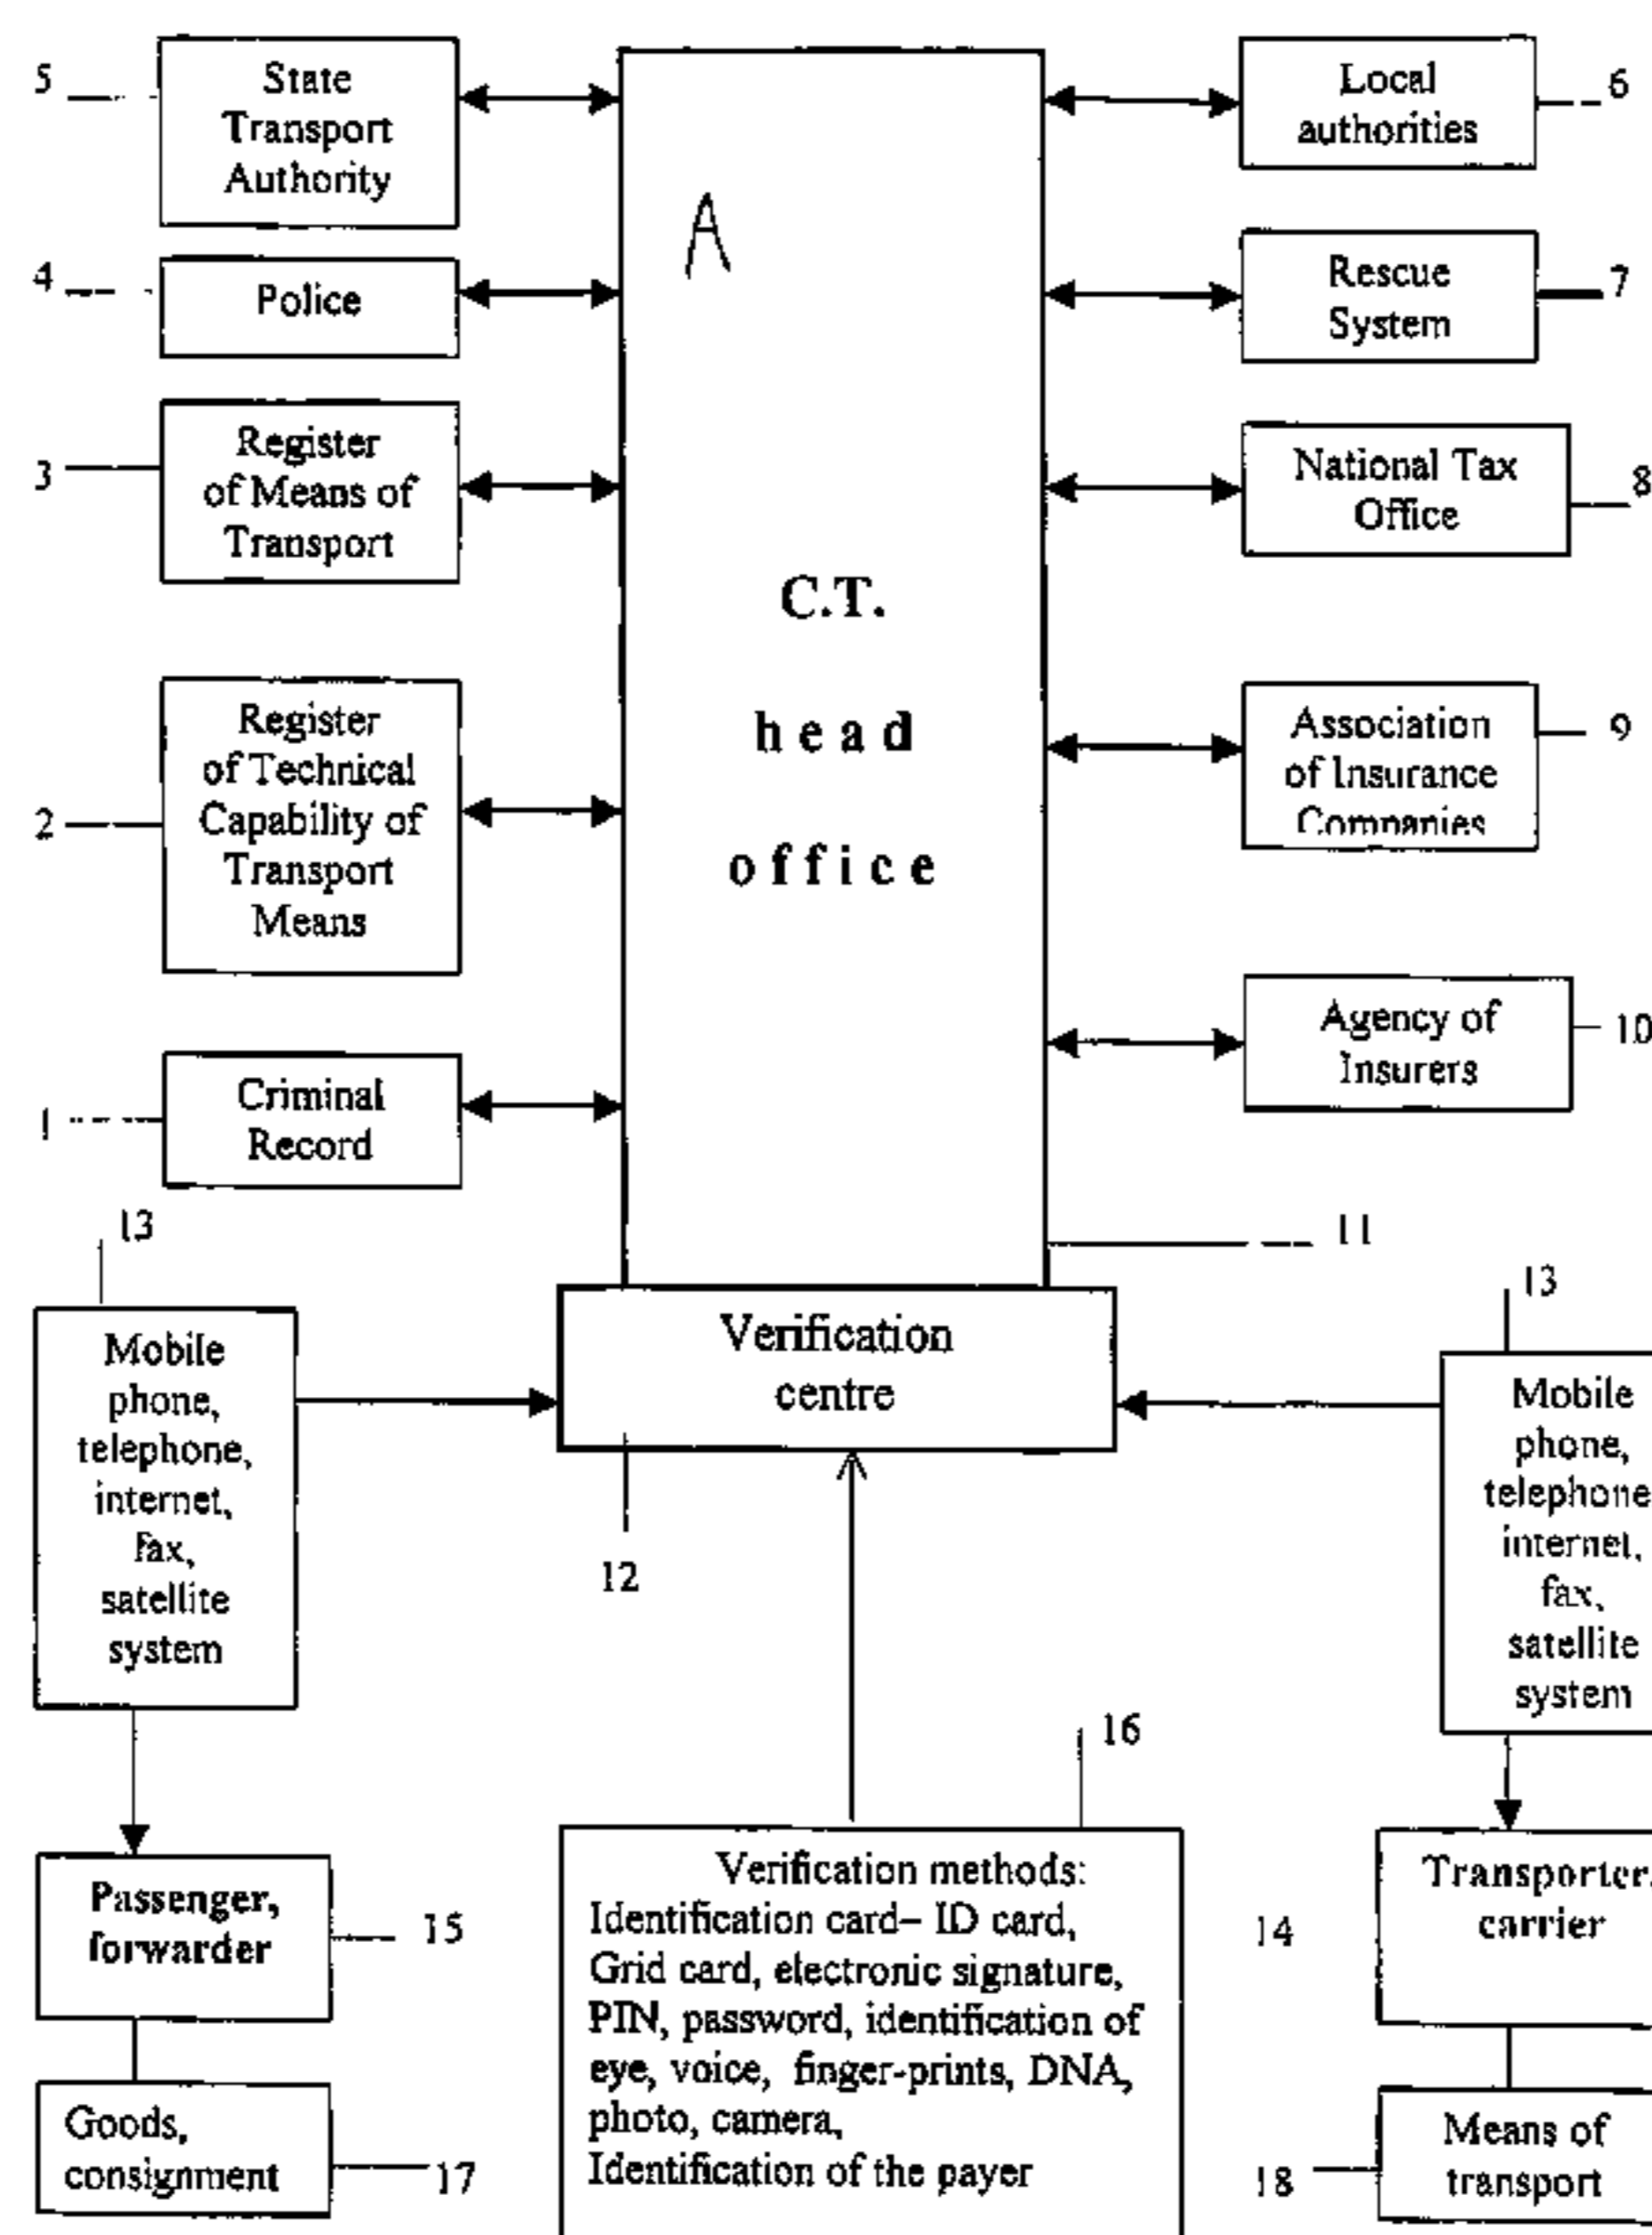 5
State
Transport
Authority
4
Police
3
Register
of Means of
Transport
2
Register
of Technical
Capability of
Transport
Means
1
Criminal
Record
A
C.T.
head
office
Local
authorities
6
Rescue
System
7
National Tax
Office
8
Association
of Insurance
Companies
9
Agency of
Insurers
10
11
Verification
centre
12
13
Mobile
phone,
telephone,
internet,
fax,
satellite
system
13
Mobile
phone,
telephone
internet,
fax,
satellite
system
Passenger,
forwarder
15
Goods,
consignment
17
16
Verification methods:
Identification card– ID card,
Grid card, electronic signature,
PIN, password, identification of
eye, voice, finger-prints, DNA,
photo, camera,
Identification of the payer
14
Transporter,
carrier
18
Means of
transport